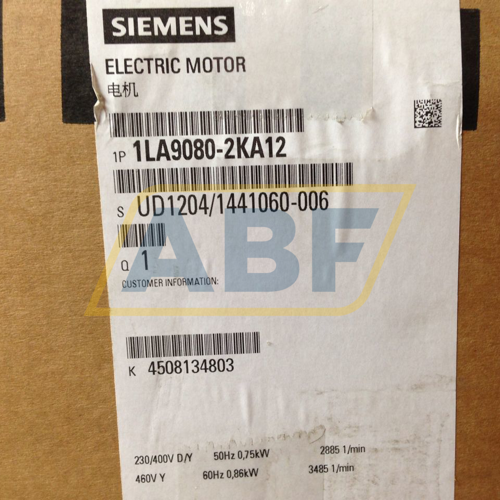 SIEMENS
ELECTRIC MOTOR
电机
1P 1LA9080-2KA12
S UD1204/1441060-006
Q 1
ABF
CUSTOMER INFORMATION:
K 4508134803
230/400V D/Y 50Hz 0,75kW 2885 1/min
460V Y 60Hz 0,86kW 3485 1/min